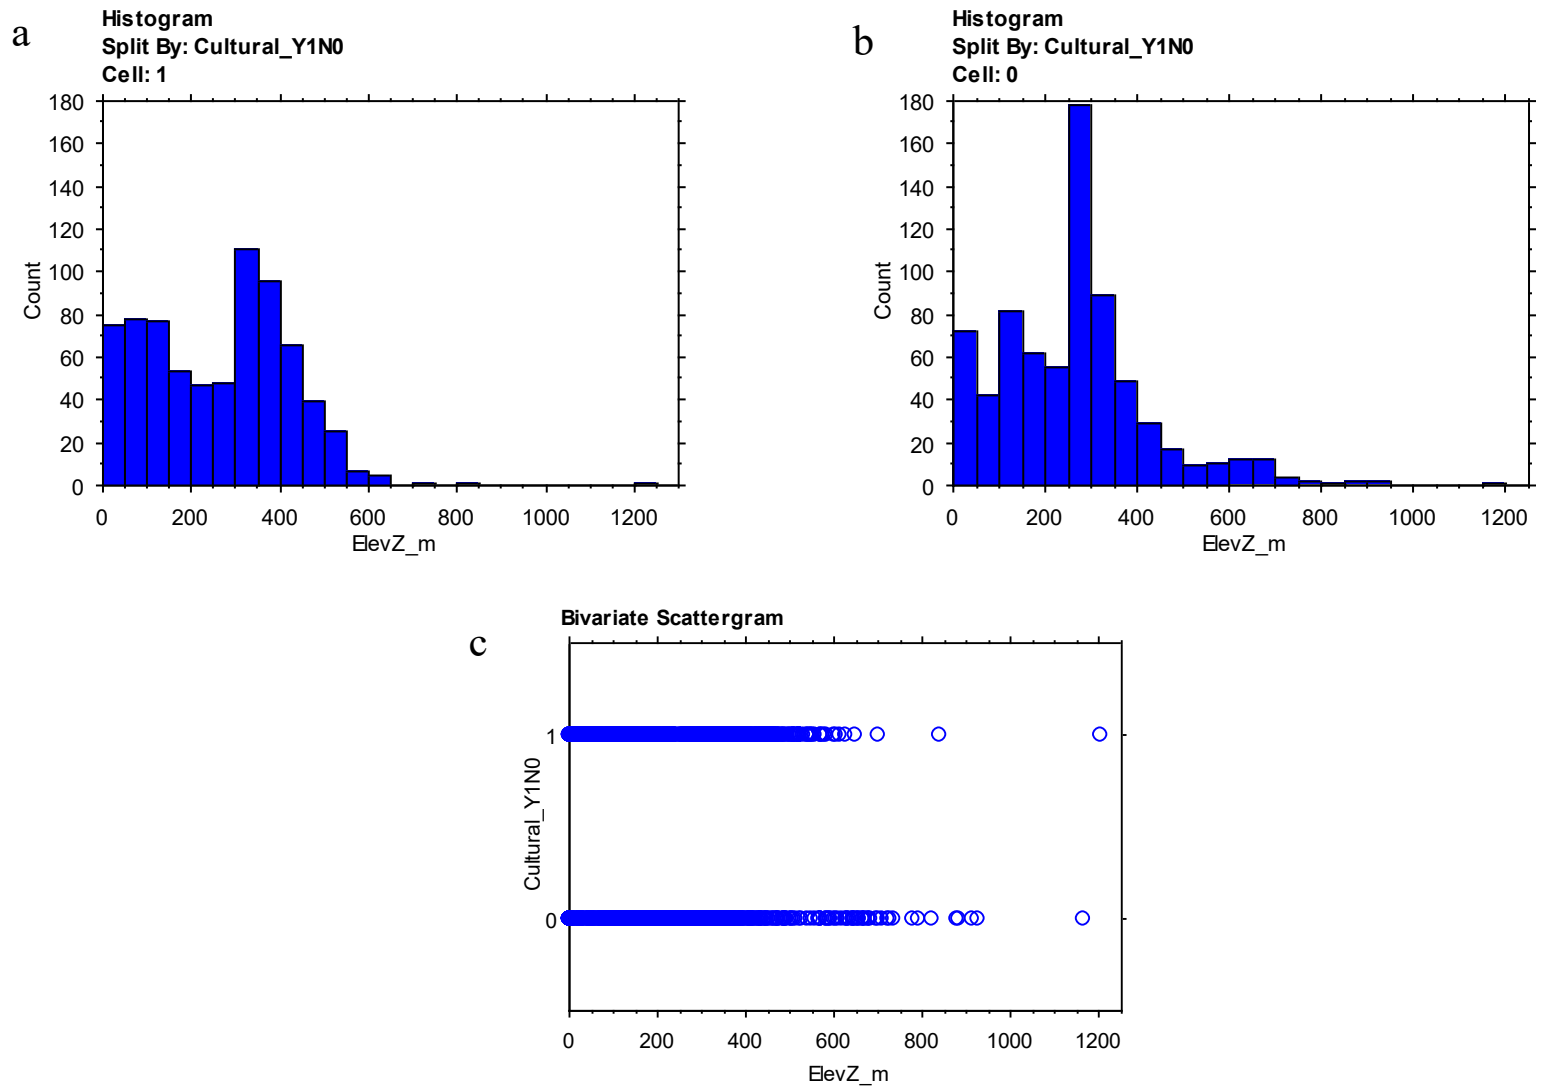 a
Histogram
Split By: Cultural_Y1N0
Cell: 1
180
160
140
120
100
80
60
40
20
0
Count
0 200 400 600 800 1000 1200
ElevZ_m
b
Histogram
Split By: Cultural_Y1N0
Cell: 0
180
160
140
120
100
80
60
40
20
0
Count
0 200 400 600 800 1000 1200
ElevZ_m
c
Bivariate Scattergram
1
0
Cultural_Y1N0
0 200 400 600 800 1000 1200
ElevZ_m